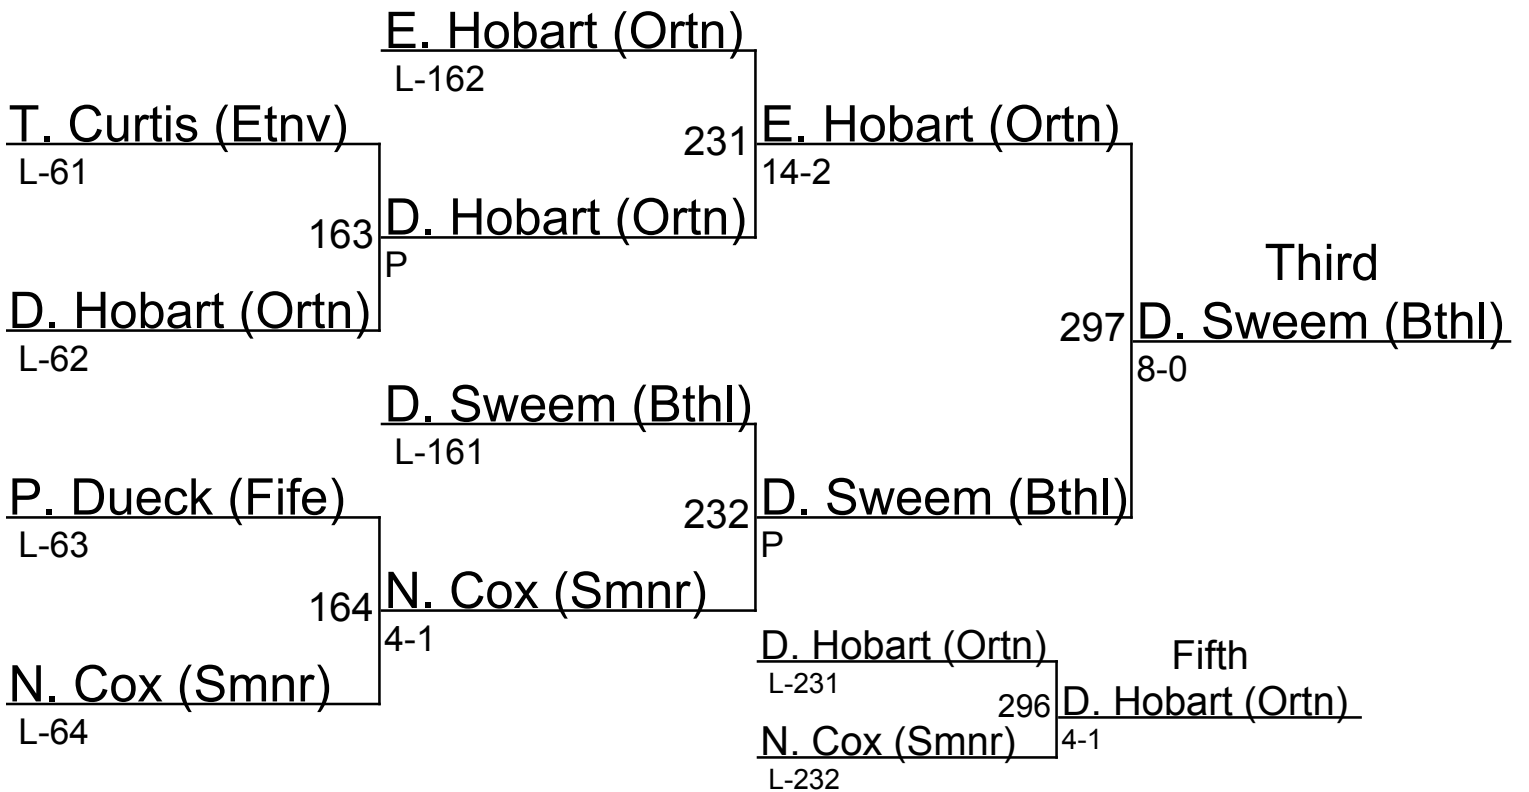 E. Hobart (Ortn)
L-162
T. Curtis (Etnv)
L-61
231
E. Hobart (Ortn)
14-2
163
D. Hobart (Ortn)
P
Third
D. Hobart (Ortn)
L-62
297
D. Sweem (Bthl)
8-0
D. Sweem (Bthl)
L-161
P. Dueck (Fife)
L-63
232
D. Sweem (Bthl)
P
164
N. Cox (Smnr)
4-1
D. Hobart (Ortn)
L-231
Fifth
N. Cox (Smnr)
L-64
296
D. Hobart (Ortn)
4-1
N. Cox (Smnr)
L-232